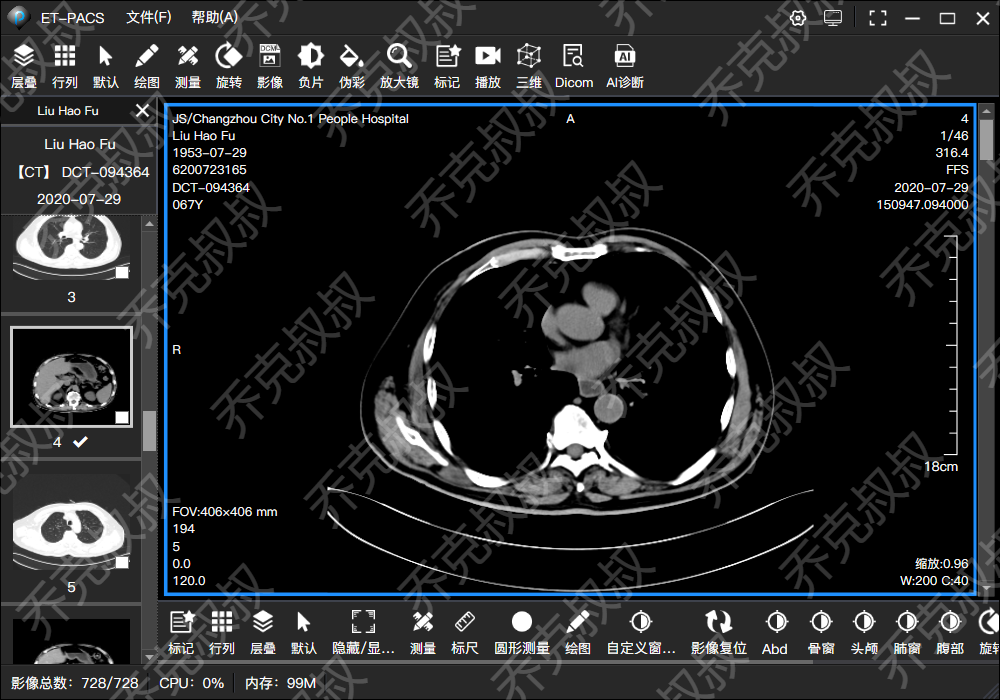 ET-PACS 文件(F) 帮助(A)
层叠 行列 默认 绘图 测量 旋转 影像 负片 伪彩 放大镜 标记 播放 三维 Dicom AI诊断
DCM
AI
Liu Hao Fu
Liu Hao Fu
【CT】 DCT-094364
2020-07-29
3
4
5
JS/Changzhou City No.1 People Hospital
Liu Hao Fu
1953-07-29
6200723165
DCT-094364
067Y
A
4
1/46
316.4
FFS
2020-07-29
150947.094000
R
18cm
FOV:406×406 mm
194
5
0.0
120.0
缩放:0.96
W:200 C:40
标记 行列 层叠 默认 隐藏/显... 测量 标尺 圆形测量 绘图 自定义窗... 影像复位 Abd 骨窗 头颅 肺窗 腹部 旋转
影像总数: 728/728 CPU: 0% 内存: 99M
乔克叔叔